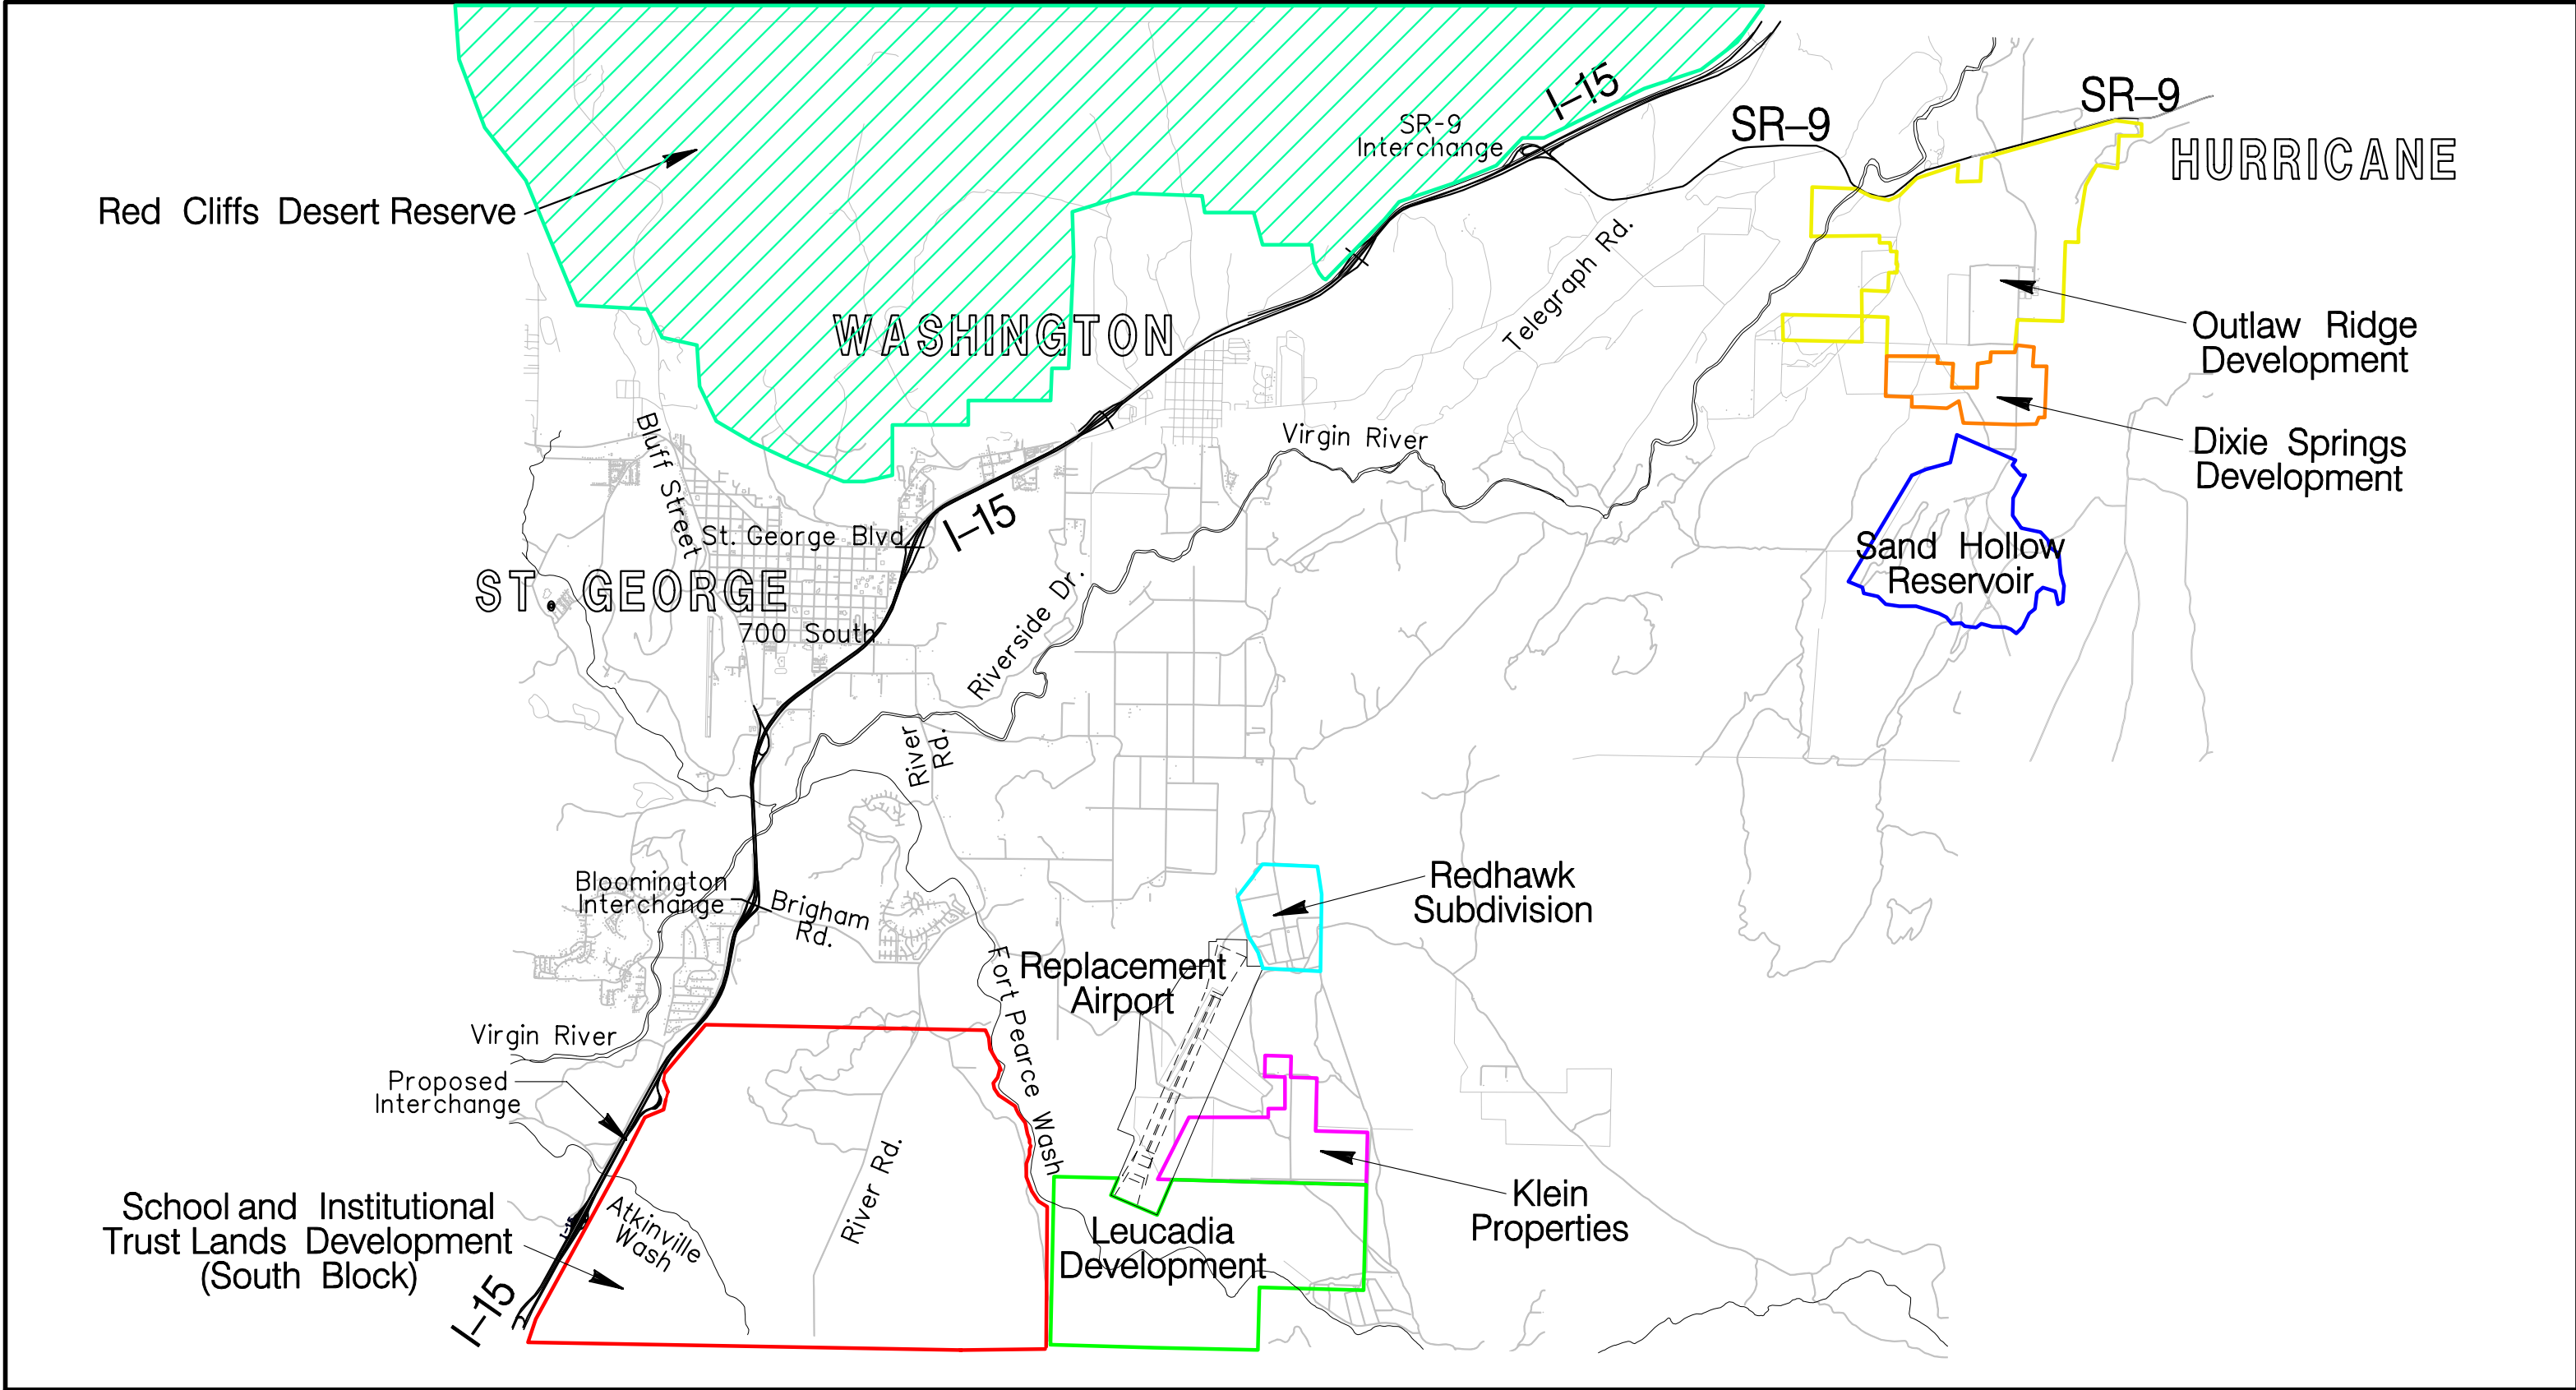 I-15
SR-9
SR-9
SR-9
Interchange
HURRICANE
Red Cliffs Desert Reserve
Telegraph Rd.
WASHINGTON
Outlaw Ridge
Development
Dixie Springs
Development
Bluff Street
Virgin River
St. George Blvd.
I-15
Sand Hollow
Reservoir
ST GEORGE
700 South
Riverside Dr.
River
Rd.
Bloomington
Interchange
Brigham
Rd.
Redhawk
Subdivision
Replacement
Airport
Fort Pearce Wash
Virgin River
Proposed
Interchange
River Rd.
School and Institutional
Trust Lands Development
(South Block)
Atkinville
Wash
Leucadia
Development
Klein
Properties
I-15